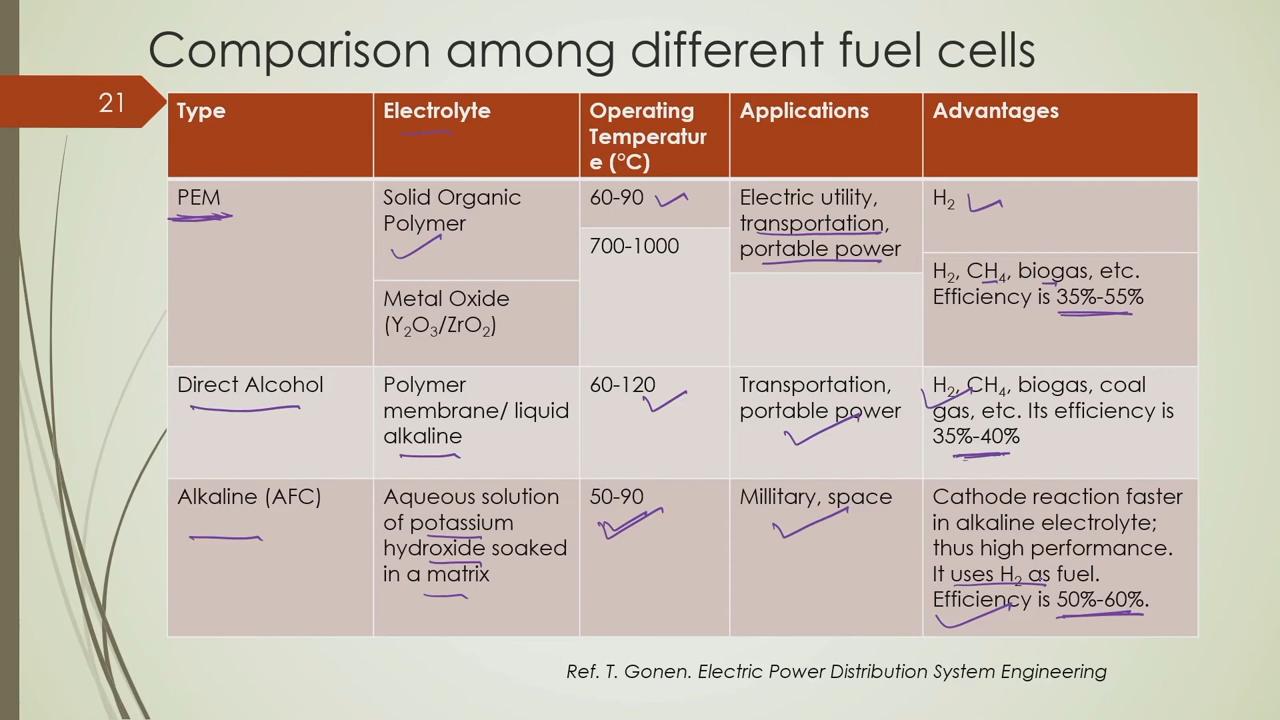 Comparison among different fuel cells
21
Type
Electrolyte
Operating
Temperatur
e (°C)
Applications
Advantages
PEM
Solid Organic
Polymer
Metal Oxide
(Y₂O₃/ZrO₂)
60-90
700-1000
Electric utility,
transportation,
portable power
H₂
H₂, CH₄, biogas, etc.
Efficiency is 35%-55%
Direct Alcohol
Polymer
membrane/ liquid
alkaline
60-120
Transportation,
portable power
H₂, CH₄, biogas, coal
gas, etc. Its efficiency is
35%-40%
Alkaline (AFC)
Aqueous solution
of potassium
hydroxide soaked
in a matrix
50-90
Millitary, space
Cathode reaction faster
in alkaline electrolyte;
thus high performance.
It uses H₂ as fuel.
Efficiency is 50%-60%.
Ref. T. Gonen. Electric Power Distribution System Engineering